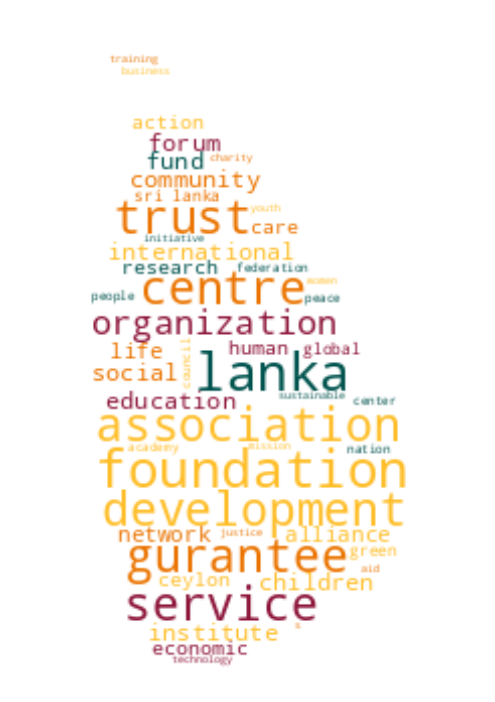 training
business
action
forum
fund charity
community
sri lanka
trust youth
care
initiative
international
research federation
centre women
people peace
organization
life human global
social council lanka
education sustainable center
association
academy mission nation
foundation
development
network justice alliance
gurantee green
aid
ceylon children
service
institute s
economic
technology